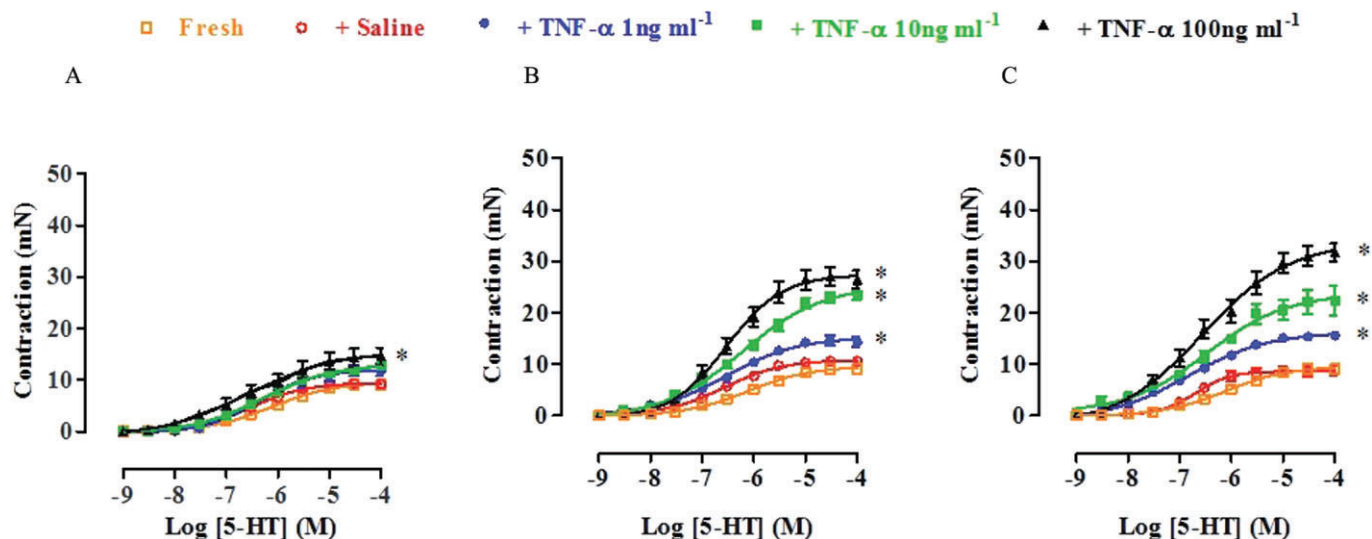 Fresh + Saline + TNF-α 1ng ml-1 + TNF-α 10ng ml-1 + TNF-α 100ng ml-1
A B C
50 50 50
40 40 40
30 30 30
20 20 20
10 10 10
0 0 0
Contraction (mN) Contraction (mN) Contraction (mN)
* * * * * * *
-9 -8 -7 -6 -5 -4 -9 -8 -7 -6 -5 -4 -9 -8 -7 -6 -5 -4
Log [5-HT] (M) Log [5-HT] (M) Log [5-HT] (M)